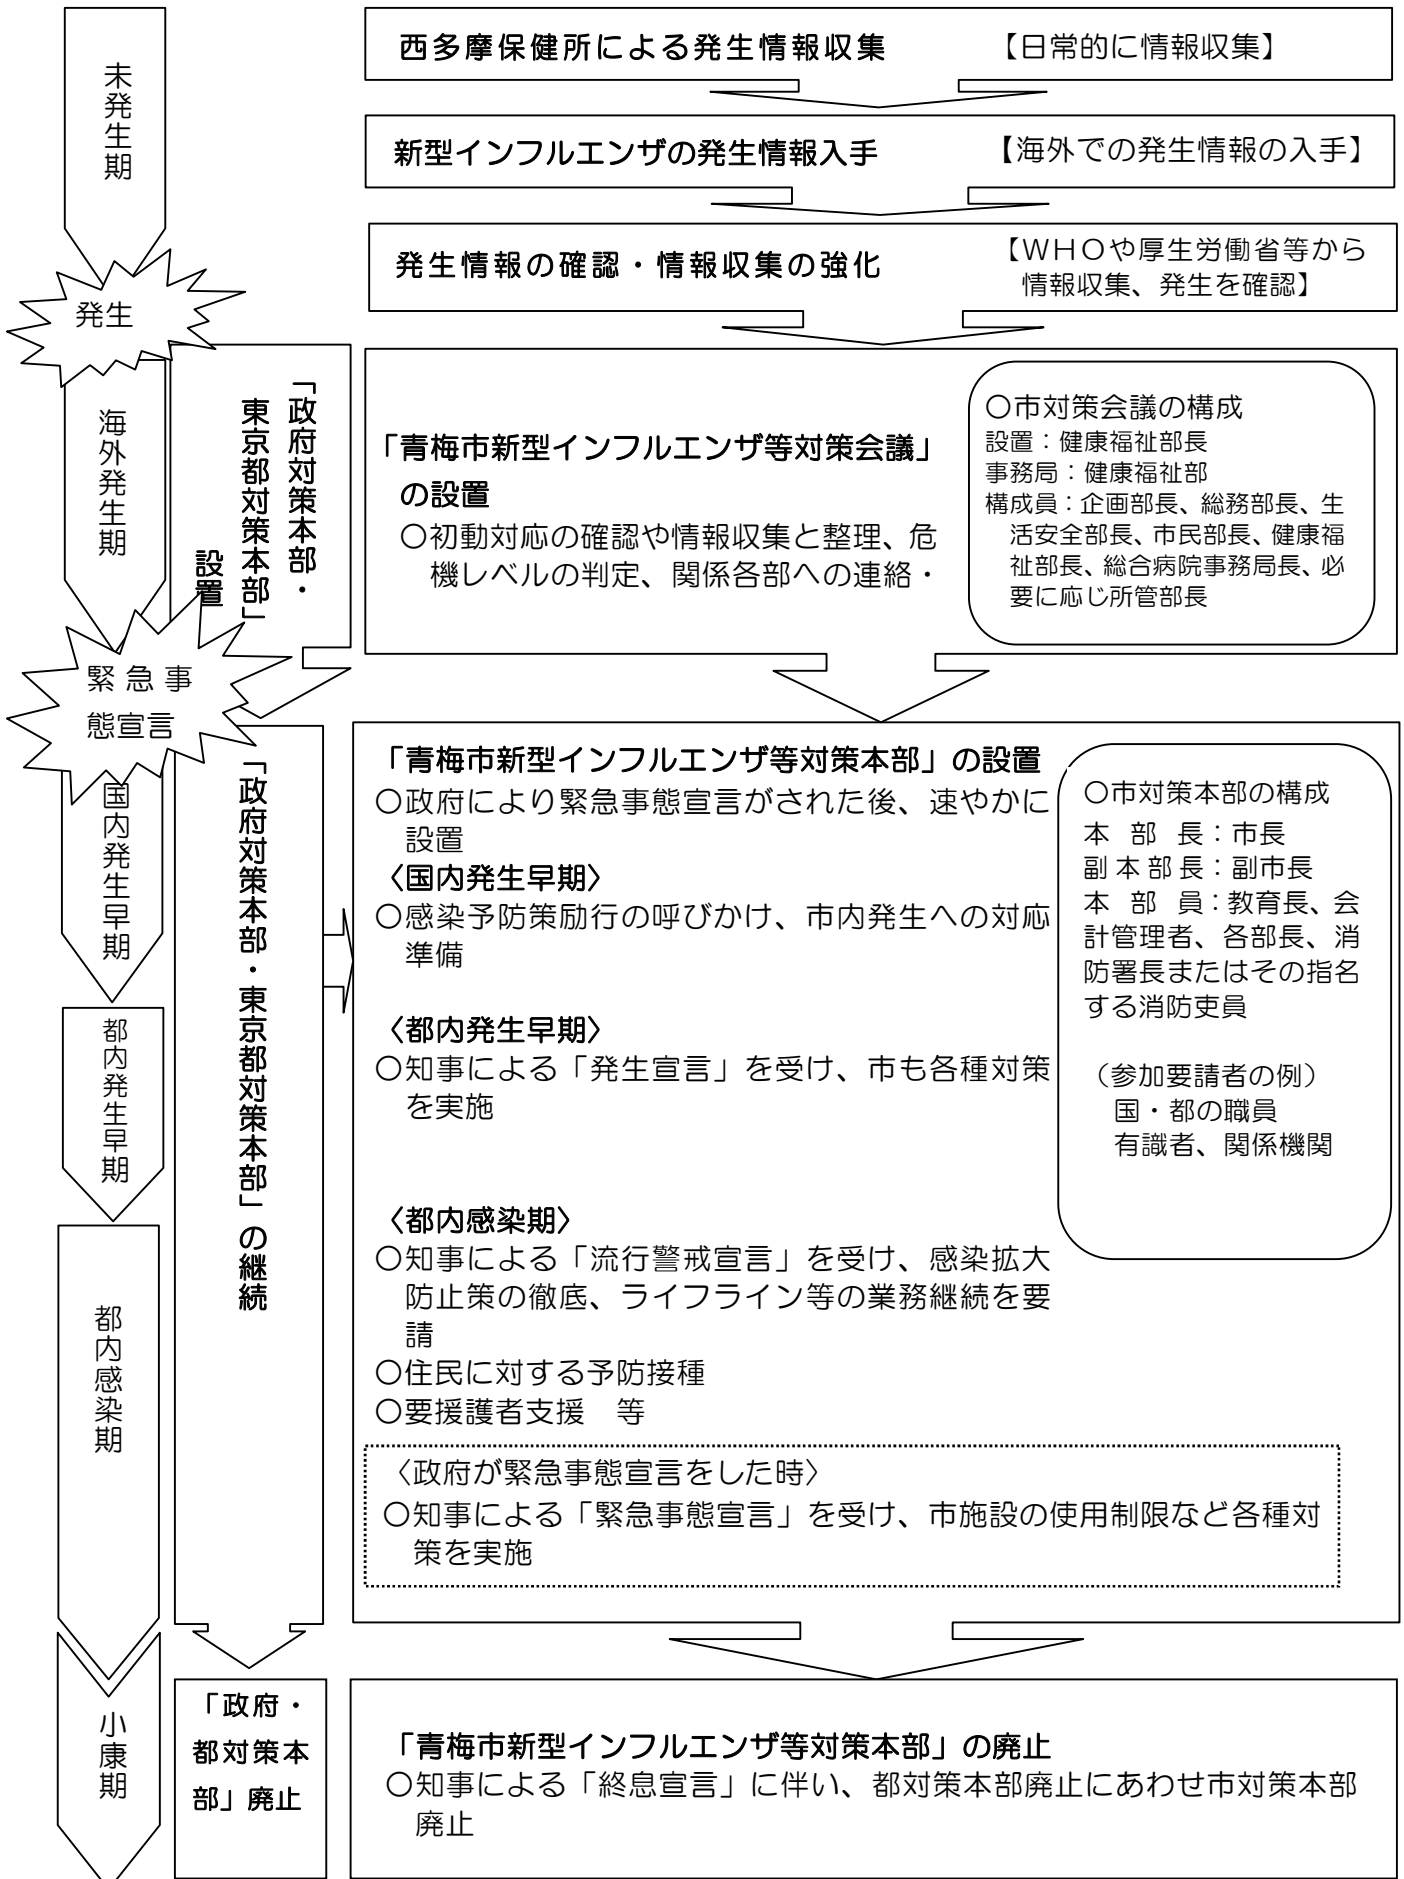 未発生期
西多摩保健所による発生情報収集　【日常的に情報収集】
新型インフルエンザの発生情報入手　【海外での発生情報の入手】
発生情報の確認・情報収集の強化
【WHOや厚生労働省等から
情報収集、発生を確認】
発生
海外発生期
「政府対策本部・
東京都対策本部」
設置
「青梅市新型インフルエンザ等対策会議」
の設置
○初動対応の確認や情報収集と整理、危
機レベルの判定、関係各部への連絡・
○市対策会議の構成
設置：健康福祉部長
事務局：健康福祉部
構成員：企画部長、総務部長、生
活安全部長、市民部長、健康福
祉部長、総合病院事務局長、必
要に応じ所管部長
緊急事
態宣言
国内発生早期
都内発生早期
都内感染期
「政府対策本部・東京都対策本部」の継続
「青梅市新型インフルエンザ等対策本部」の設置
○政府により緊急事態宣言がされた後、速やかに
設置
〈国内発生早期〉
○感染予防策励行の呼びかけ、市内発生への対応
準備
〈都内発生早期〉
○知事による「発生宣言」を受け、市も各種対策
を実施
〈都内感染期〉
○知事による「流行警戒宣言」を受け、感染拡大
防止策の徹底、ライフライン等の業務継続を要
請
○住民に対する予防接種
○要援護者支援　等
〈政府が緊急事態宣言をした時〉
○知事による「緊急事態宣言」を受け、市施設の使用制限など各種対
策を実施
○市対策本部の構成
本　部　長：市長
副本部長：副市長
本　部　員：教育長、会
計管理者、各部長、消
防署長またはその指名
する消防吏員
（参加要請者の例）
国・都の職員
有識者、関係機関
小康期
「政府・
都対策本
部」廃止
「青梅市新型インフルエンザ等対策本部」の廃止
○知事による「終息宣言」に伴い、都対策本部廃止にあわせ市対策本部
廃止